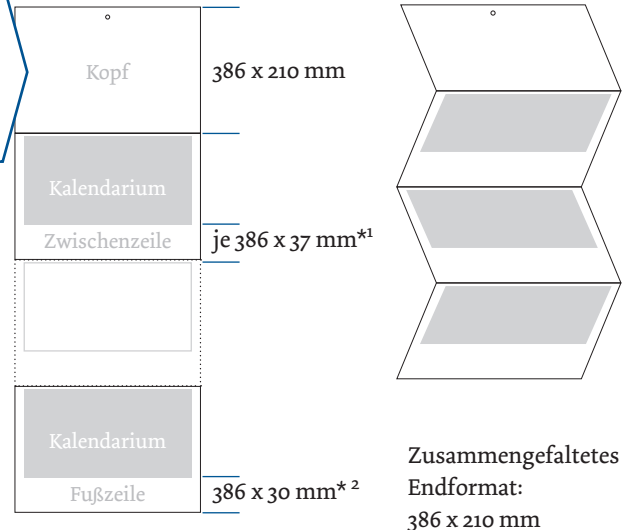 Kopf
386 x 210 mm
Kalendarium
Zwischenzeile
je 386 x 37 mm*¹
Kalendarium
Fußzeile
386 x 30 mm* ²
Zusammengefaltetes
Endformat:
386 x 210 mm